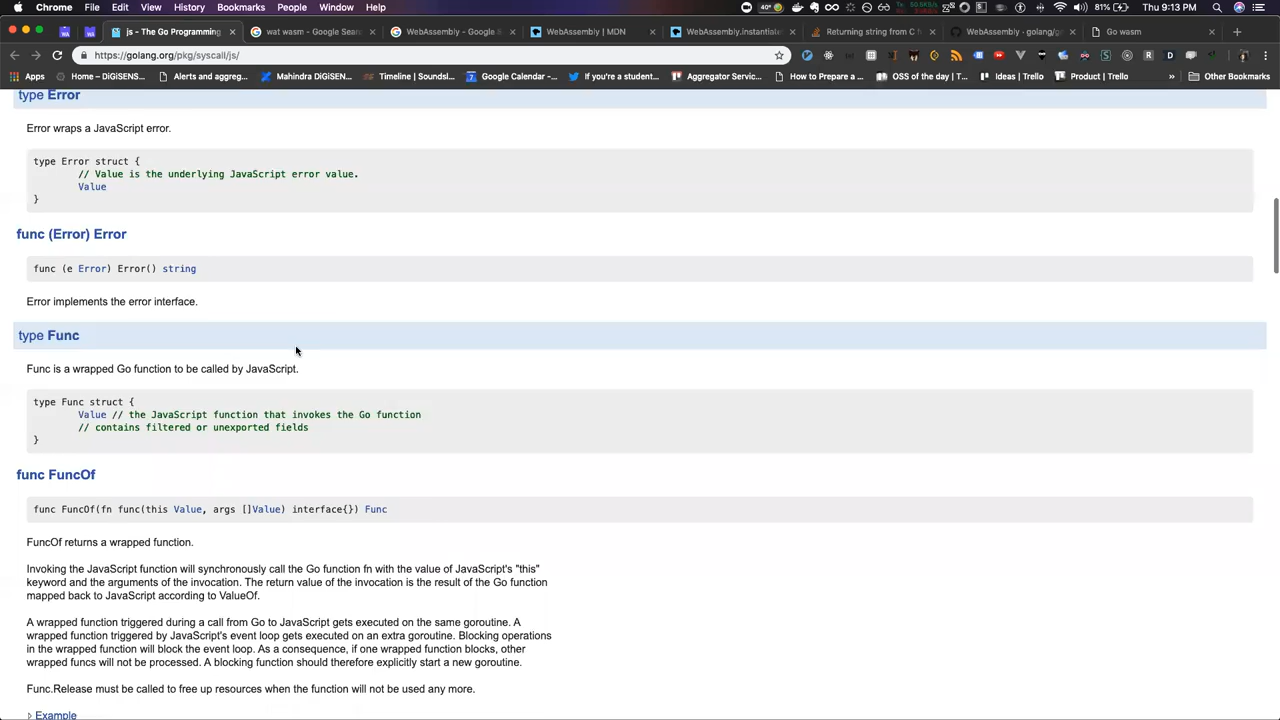 Chrome File Edit View History Bookmarks People Window Help 40° 61% Thu 9:13 PM
js - The Go Programming wat wasm - Google Sear WebAssembly - Google WebAssembly | MDN WebAssembly.instantiate Returning string from C f WebAssembly · golang/g Go wasm
https://golang.org/pkg/syscall/js/
Apps Home – DiGiSENS... Alerts and aggreg... Mahindra DiGiSEN... Timeline | Soundsl... Google Calendar -... If you're a student... Aggregator Servic... How to Prepare a... OSS of the day | T... Ideas | Trello Product | Trello » Other Bookmarks
type Error
Error wraps a JavaScript error.
type Error struct {
// Value is the underlying JavaScript error value.
Value
}
func (Error) Error
func (e Error) Error() string
Error implements the error interface.
type Func
Func is a wrapped Go function to be called by JavaScript.
type Func struct {
Value // the JavaScript function that invokes the Go function
// contains filtered or unexported fields
}
func FuncOf
func FuncOf(fn func(this Value, args []Value) interface{}) Func
FuncOf returns a wrapped function.
Invoking the JavaScript function will synchronously call the Go function fn with the value of JavaScript's "this"
keyword and the arguments of the invocation. The return value of the invocation is the result of the Go function
mapped back to JavaScript according to ValueOf.
A wrapped function triggered during a call from Go to JavaScript gets executed on the same goroutine. A
wrapped function triggered by JavaScript's event loop gets executed on an extra goroutine. Blocking operations
in the wrapped function will block the event loop. As a consequence, if one wrapped function blocks, other
wrapped funcs will not be processed. A blocking function should therefore explicitly start a new goroutine.
Func.Release must be called to free up resources when the function will not be used any more.
Example